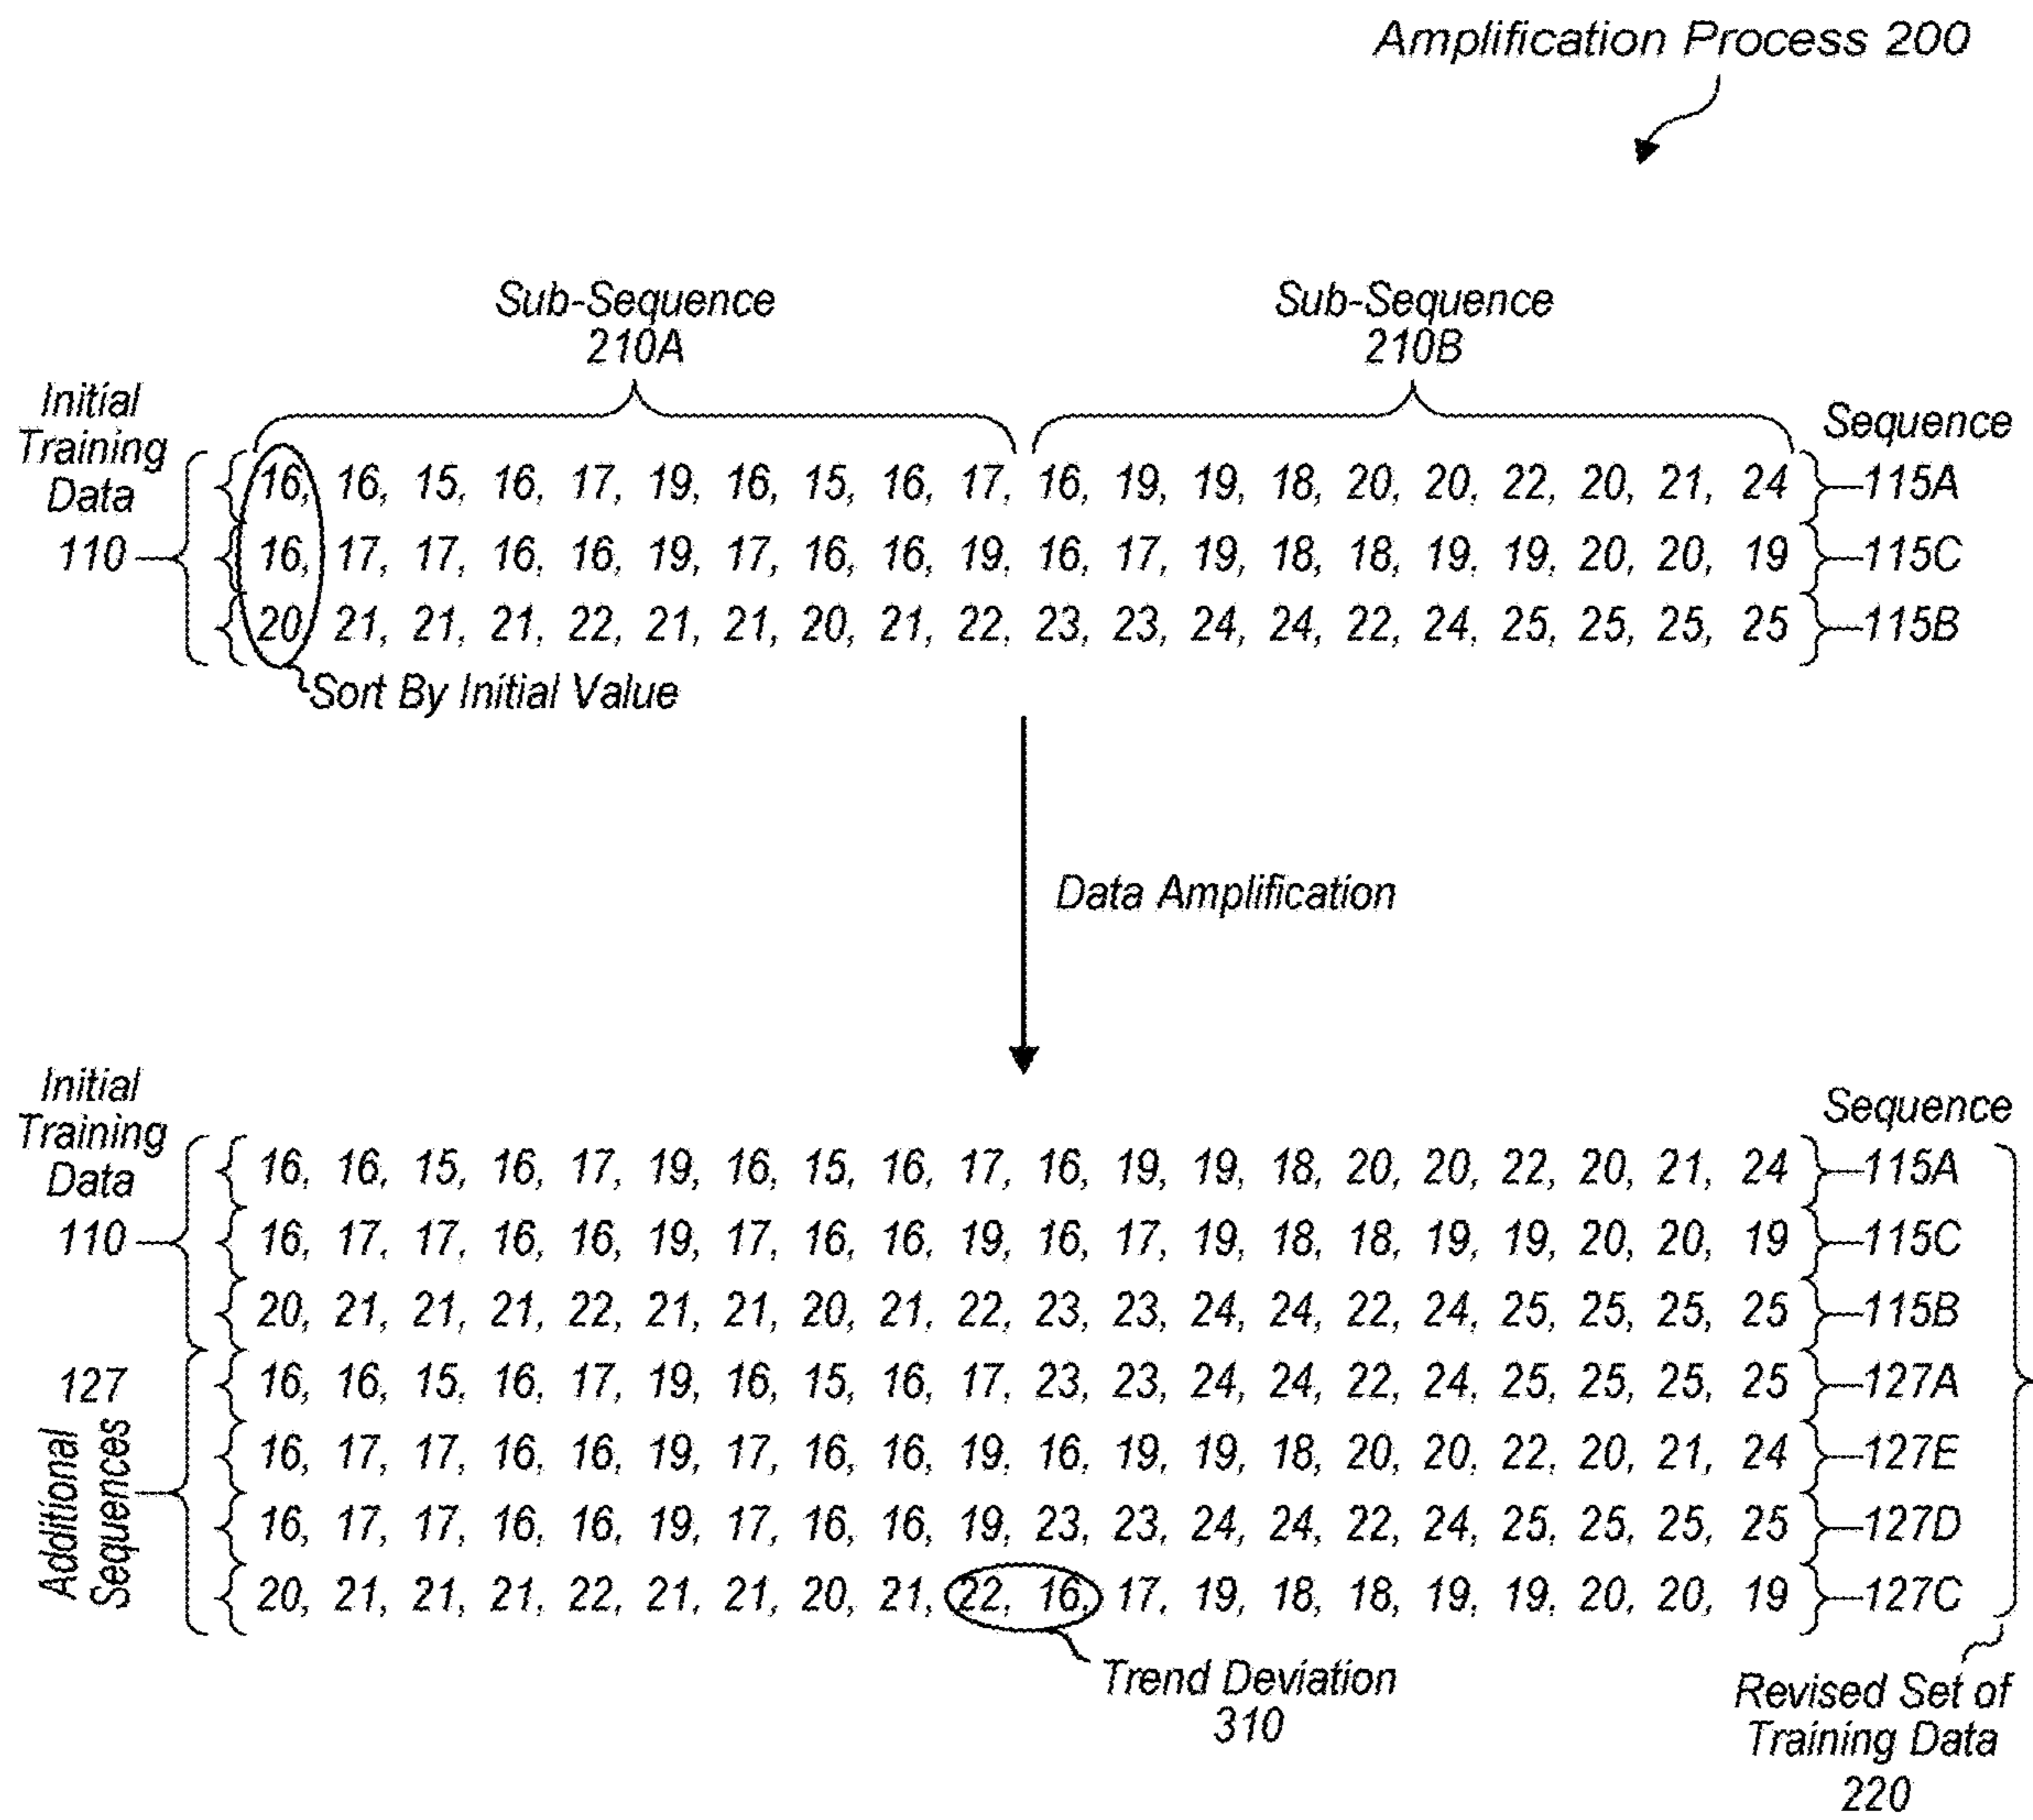 Amplification Process 200
Sub-Sequence
210A
Sub-Sequence
210B
Initial
Training
Data
110
Sequence
16, 16, 15, 16, 17, 19, 16, 15, 16, 17, 16, 19, 19, 18, 20, 20, 22, 20, 21, 24 115A
16, 17, 17, 16, 16, 19, 17, 16, 16, 19, 16, 17, 19, 18, 18, 19, 19, 20, 20, 19 115C
20, 21, 21, 21, 22, 21, 21, 20, 21, 22, 23, 23, 24, 24, 22, 24, 25, 25, 25, 25 115B
Sort By Initial Value
Data Amplification
Initial
Training
Data
110
Sequence
16, 16, 15, 16, 17, 19, 16, 15, 16, 17, 16, 19, 19, 18, 20, 20, 22, 20, 21, 24 115A
16, 17, 17, 16, 16, 19, 17, 16, 16, 19, 16, 17, 19, 18, 18, 19, 19, 20, 20, 19 115C
20, 21, 21, 21, 22, 21, 21, 20, 21, 22, 23, 23, 24, 24, 22, 24, 25, 25, 25, 25 115B
127
Additional
Sequences
16, 16, 15, 16, 17, 19, 16, 15, 16, 17, 23, 23, 24, 24, 22, 24, 25, 25, 25, 25 127A
16, 17, 17, 16, 16, 19, 17, 16, 16, 19, 16, 19, 19, 18, 20, 20, 22, 20, 21, 24 127E
16, 17, 17, 16, 16, 19, 17, 16, 16, 19, 23, 23, 24, 24, 22, 24, 25, 25, 25, 25 127D
20, 21, 21, 21, 22, 21, 21, 20, 21, 22, 16, 17, 19, 18, 18, 19, 19, 20, 20, 19 127C
Trend Deviation
310
Revised Set of
Training Data
220